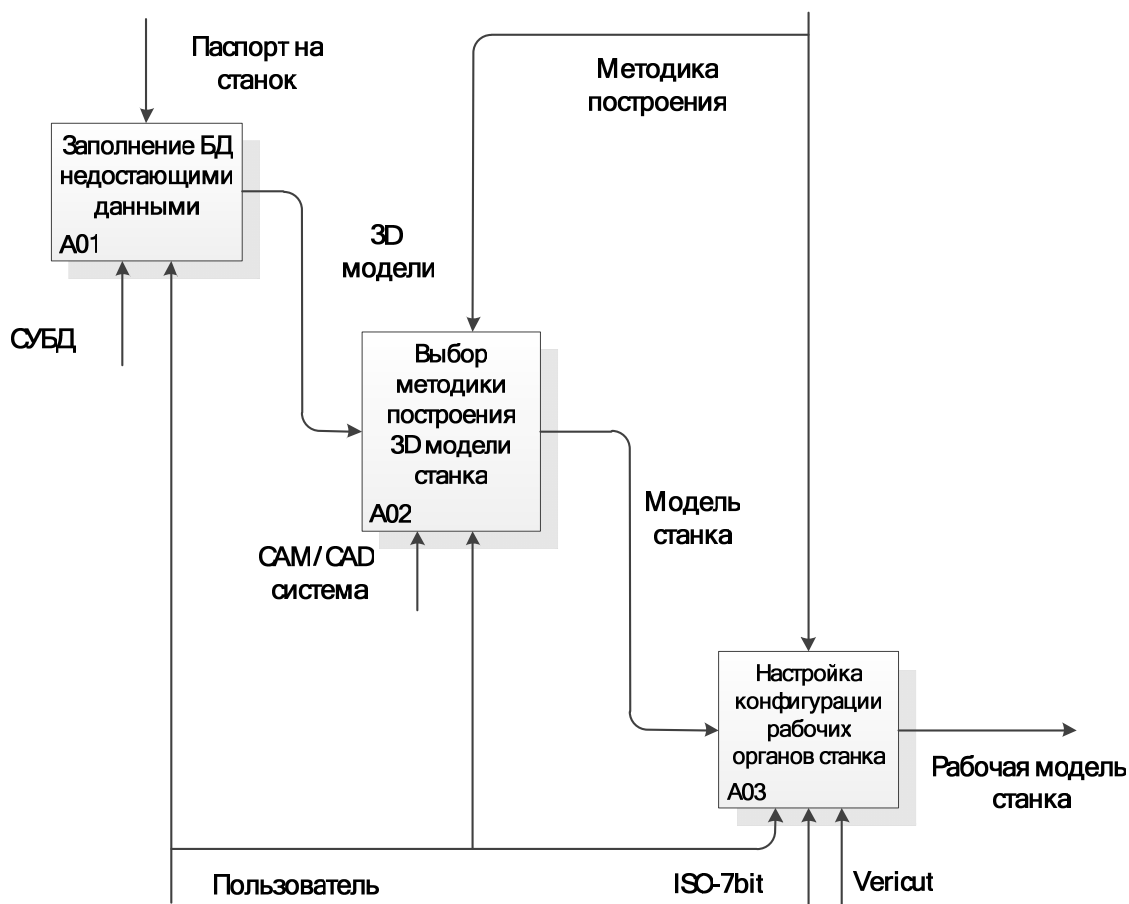 Паспорт на
станок
Методика
построения
Заполнение БД
недостающими
данными
A01
3D
модели
СУБД
Выбор
методики
построения
3D модели
станка
A02
Модель
станка
CAM / CAD
система
Настройка
конфигурации
рабочих
органов станка
A03
Рабочая модель
станка
Пользователь
ISO-7bit
Vericut